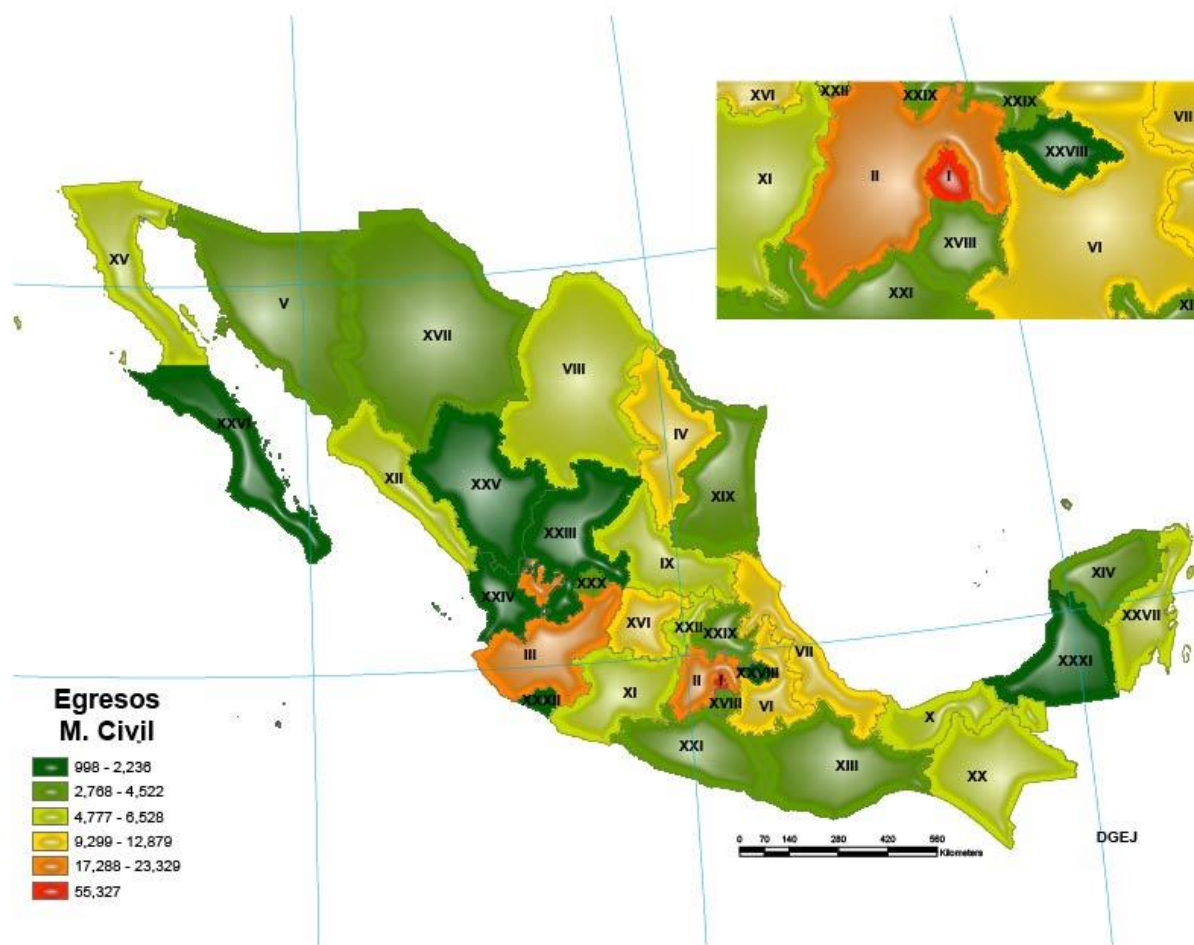 XVI
XXII
XXIX
XXIX
VII
XXVIII
XI
II
I
VI
XVIII
XXI
XI
XV
V
XVII
VIII
XXVI
IV
XII
XXV
XIX
XXIII
IX
XXX
XXIV
XIV
XXVII
XVI
XXII
XXIX
VII
III
XXXI
II
I
XXVIII
XI
VI
XXXII
XVIII
X
XXI
XIII
XX
Egresos
M. Civil
998 - 2,236
2,768 - 4,522
4,777 - 6,528
9,299 - 12,879
17,288 - 23,329
55,327
0 70 140 280 420 560
Kilometers
DGEJ